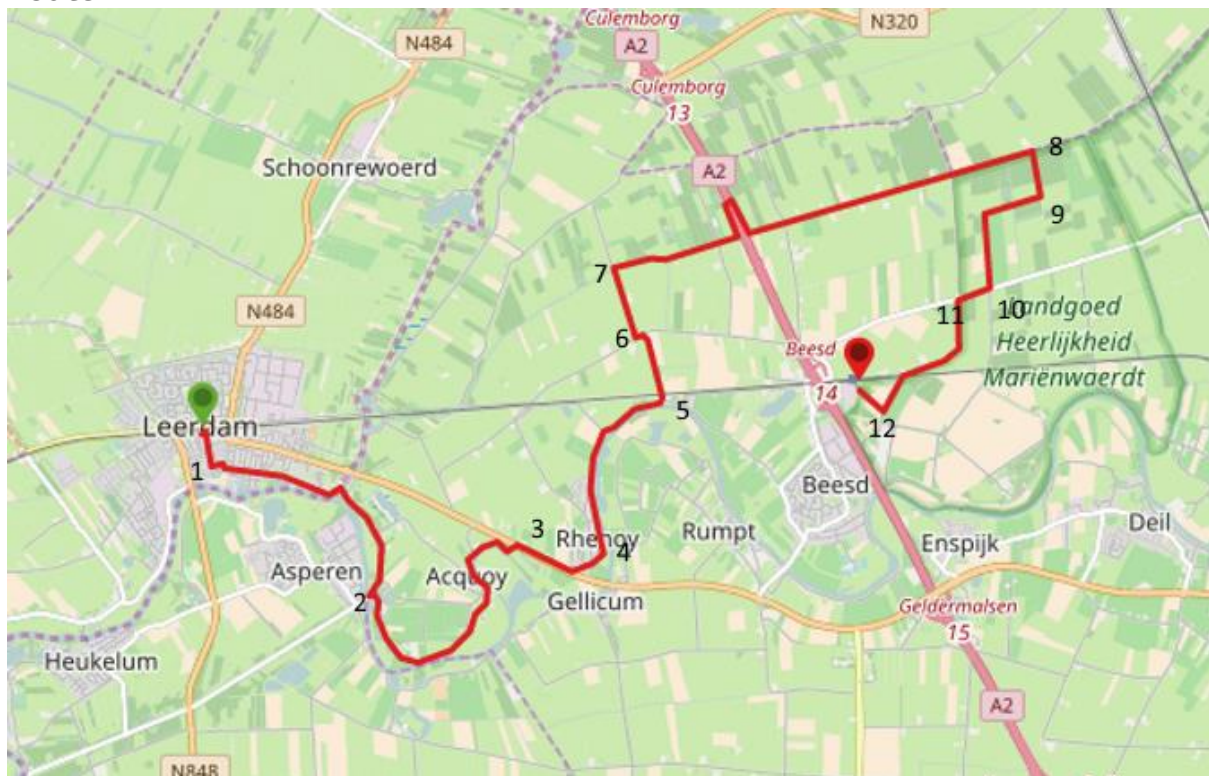 Culemborg
N484
A2
N320
Culemborg
13
Schoonrewoerd
A2
8
9
7
N484
6
11
10
Landgoed
Heerlijkheid
Mariënwaerdt
Beesd
14
5
12
Leerdam
1
Beesd
3
Rhenoy
4
Rumpt
Enspijk
Deil
Asperen
2
Acquoy
Gellicum
Geldermalsen
15
Heukelum
A2
N848